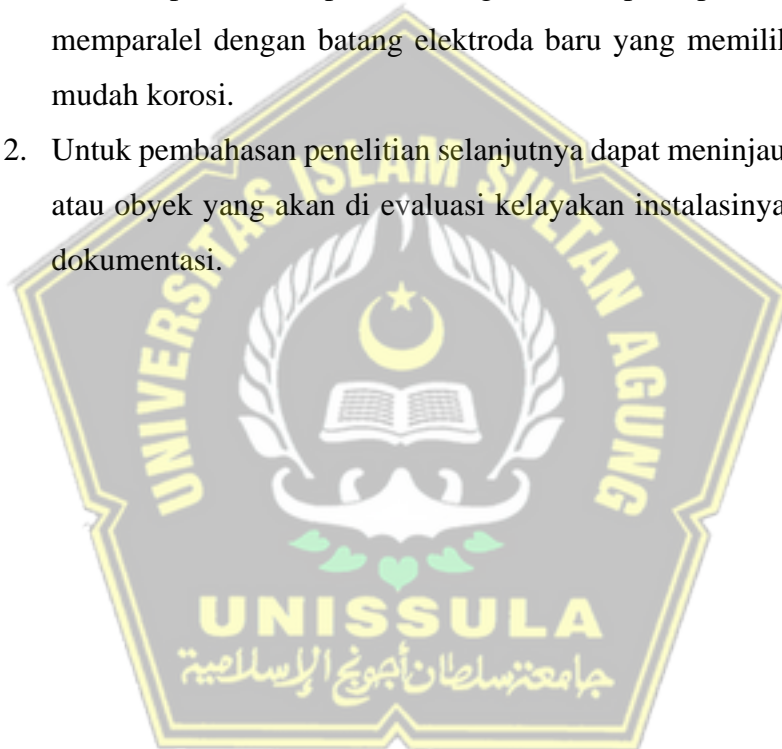 memparalel dengan batang elektroda baru yang memilik
mudah korosi.
2. Untuk pembahasan penelitian selanjutnya dapat meninjau
atau obyek yang akan di evaluasi kelayakan instalasinya
dokumentasi.
UNIVERSITAS ISLAM SULTAN AGUNG
UNISSULA
جامعة سلطان أجونج الإسلامية